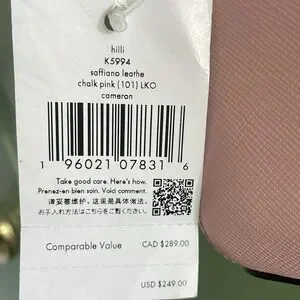 hilli
K5994
saffiano leathe
chalk pink (101) LKO
cameron
1 96021 07831 6
Take good care. Here's how.
Prenez-en bien soin. Voici comment.
请妥善维护。这里是具体做法。
お手入れ方法はこちらをご覧ください。
Comparable Value CAD $289.00
USD $249.00